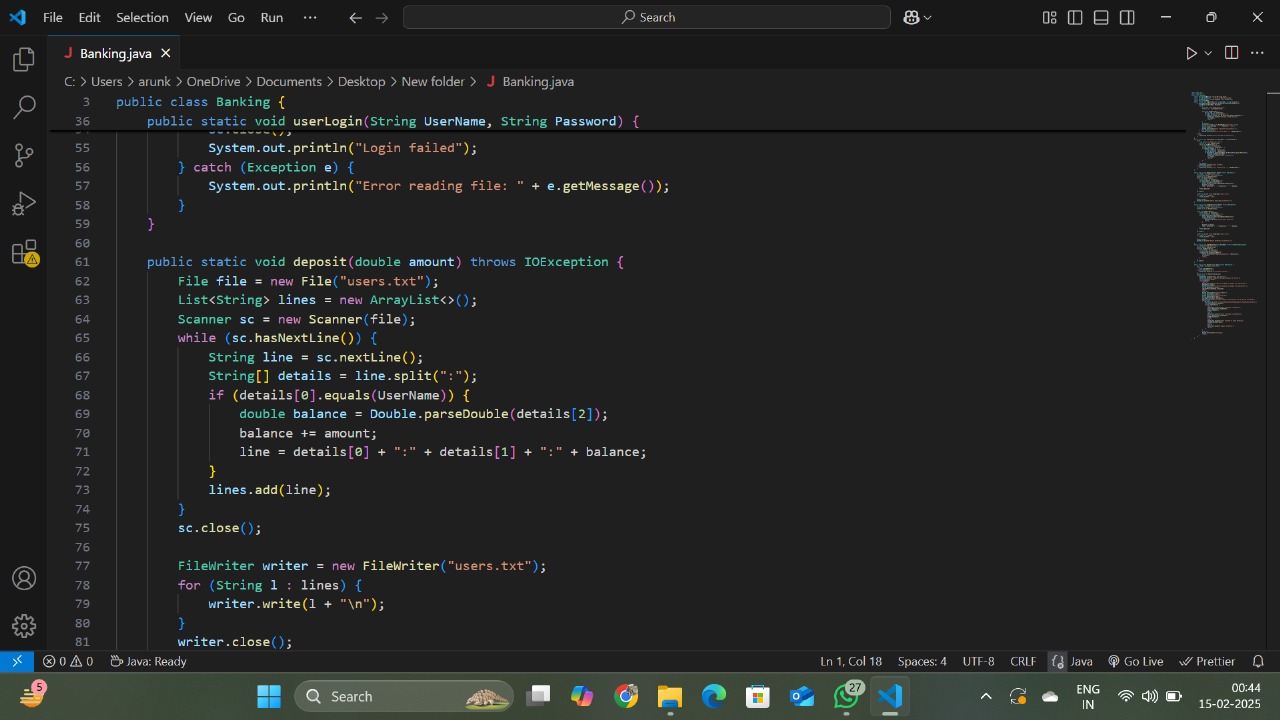 File Edit Selection View Go Run ··· Search
Banking.java
C: > Users > arunk > OneDrive > Documents > Desktop > New folder > J Banking.java
3 public class Banking {
36 public static void userLogin(String UserName, String Password) {
55 System.out.println("Login failed");
56 } catch (Exception e) {
57 System.out.println("Error reading file: " + e.getMessage());
58 }
59 }
60
61 public static void deposit(double amount) throws IOException {
62 File file = new File("users.txt");
63 List<String> lines = new ArrayList<>();
64 Scanner sc = new Scanner(file);
65 while (sc.hasNextLine()) {
66 String line = sc.nextLine();
67 String[] details = line.split(":");
68 if (details[0].equals(UserName)) {
69 double balance = Double.parseDouble(details[2]);
70 balance += amount;
71 line = details[0] + ":" + details[1] + ":" + balance;
72 }
73 lines.add(line);
74 }
75 sc.close();
76
77 FileWriter writer = new FileWriter("users.txt");
78 for (String l : lines) {
79 writer.write(l + "\n");
80 }
81 writer.close();
0 0 Java: Ready Ln 1, Col 18 Spaces: 4 UTF-8 CRLF Java Go Live Prettier
5 Search 27 ENG IN 00:44 15-02-2025